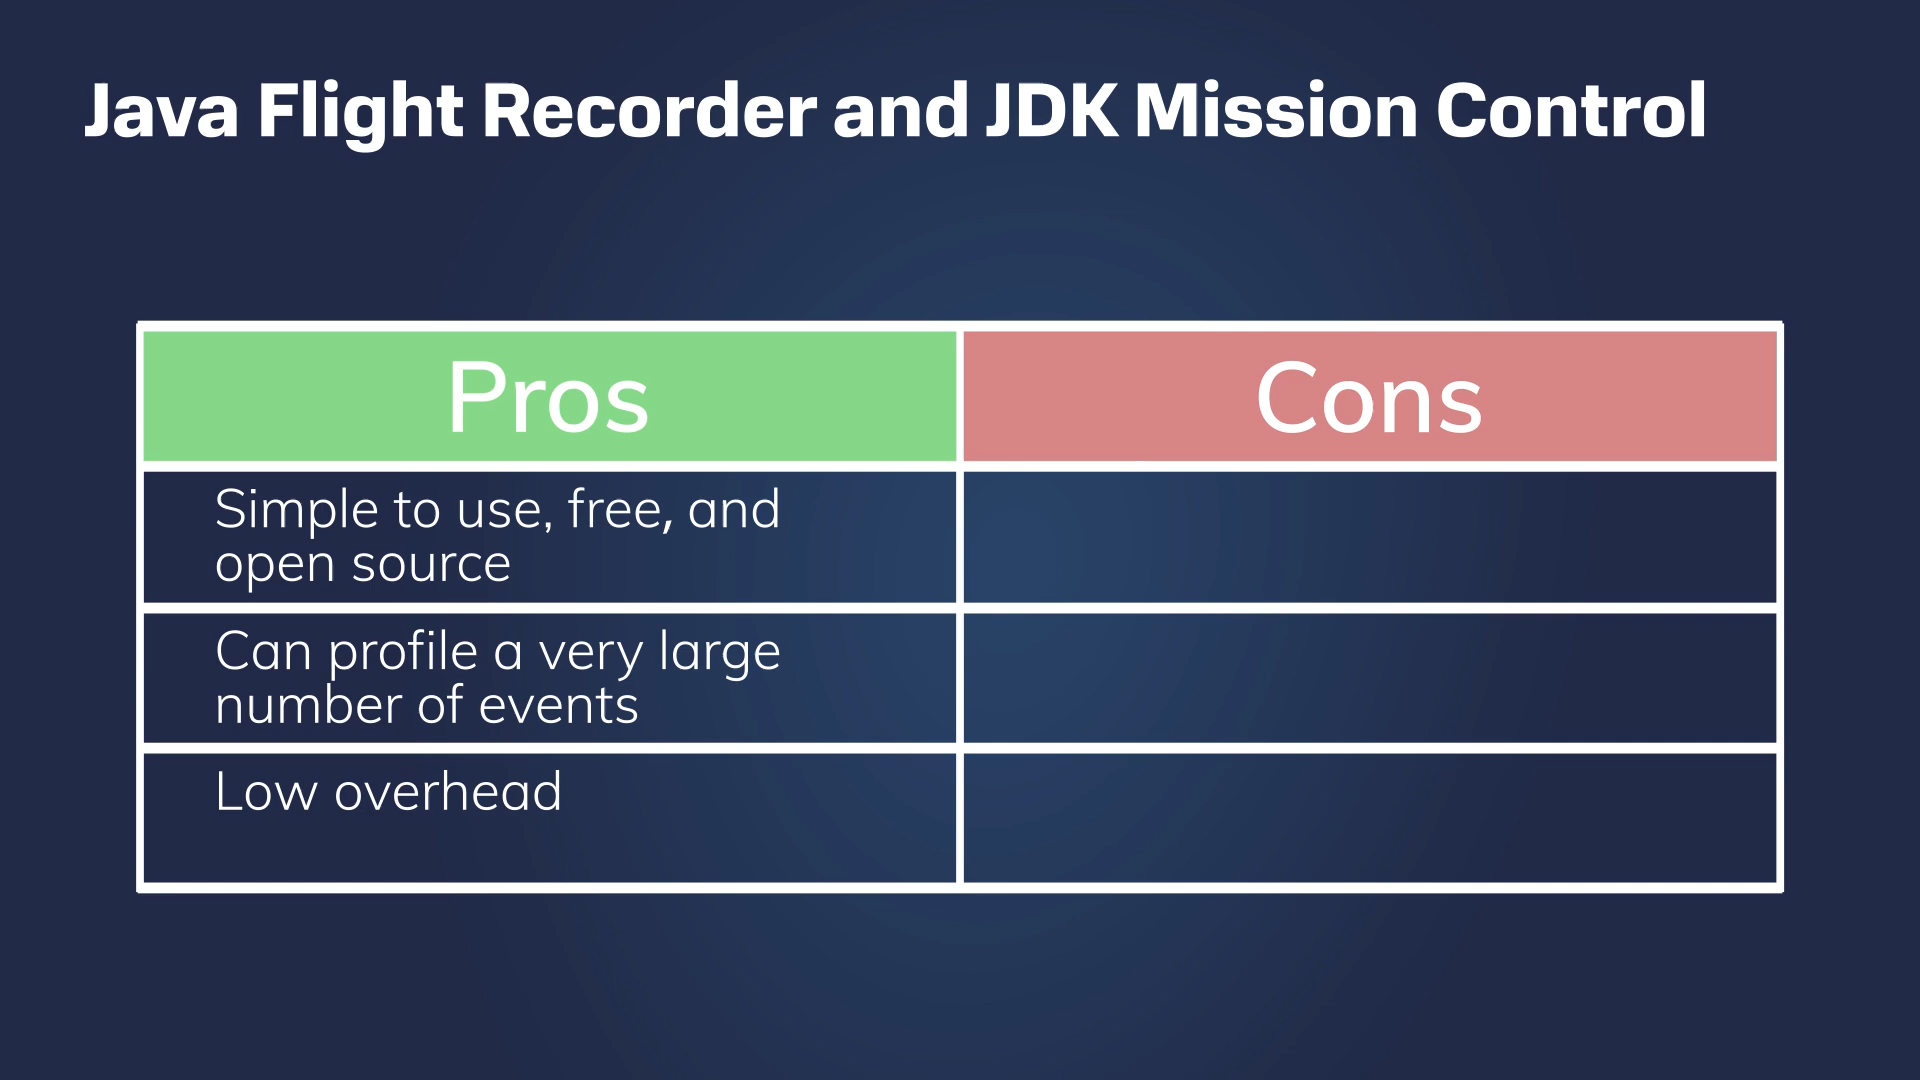 Java Flight Recorder and JDK Mission Control
Pros
Cons
Simple to use, free, and
open source
Can profile a very large
number of events
Low overhead